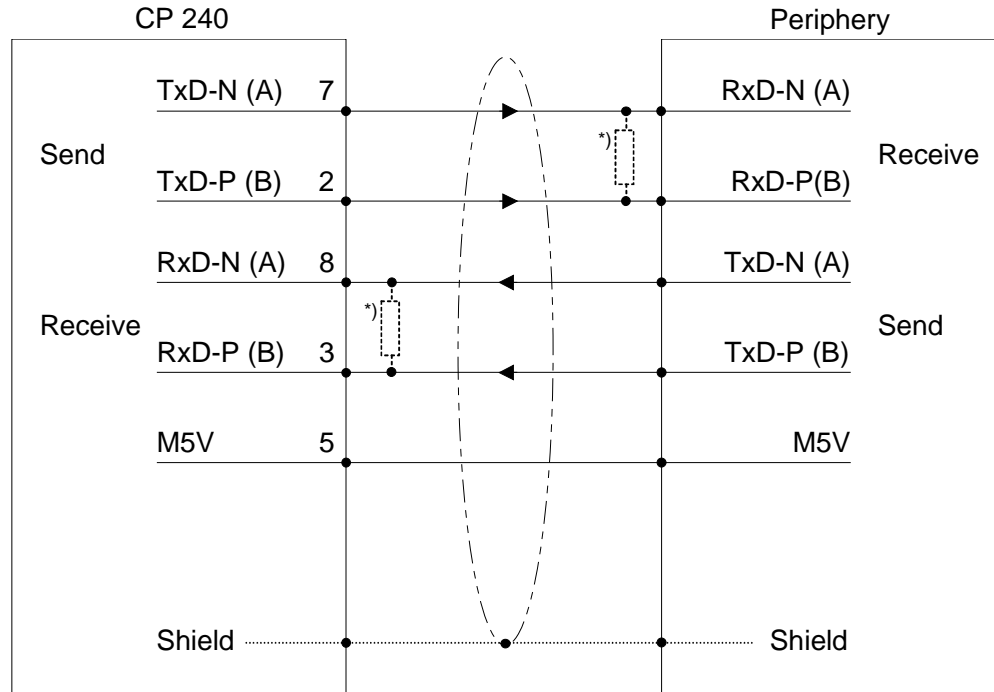 CP 240
Periphery
TxD-N (A) 7
RxD-N (A)
Send
*)
Receive
TxD-P (B) 2
RxD-P(B)
RxD-N (A) 8
TxD-N (A)
*)
Receive
Send
RxD-P (B) 3
TxD-P (B)
M5V 5
M5V
Shield
Shield